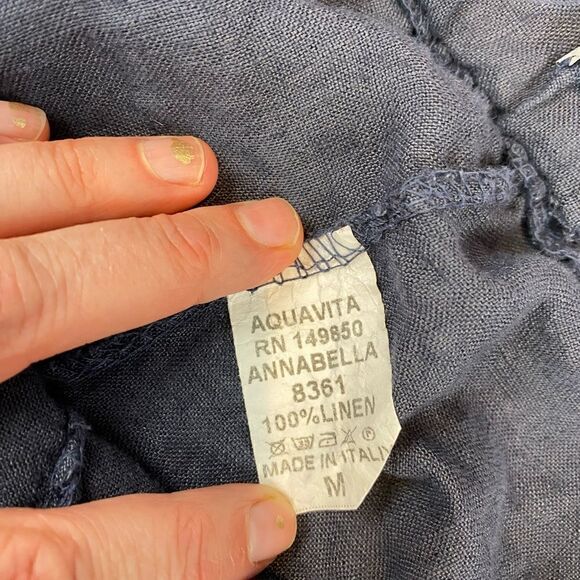 AQUAVITA
RN 149850
ANNABELLA
8361
100%LINEN
MADE IN ITALY
M